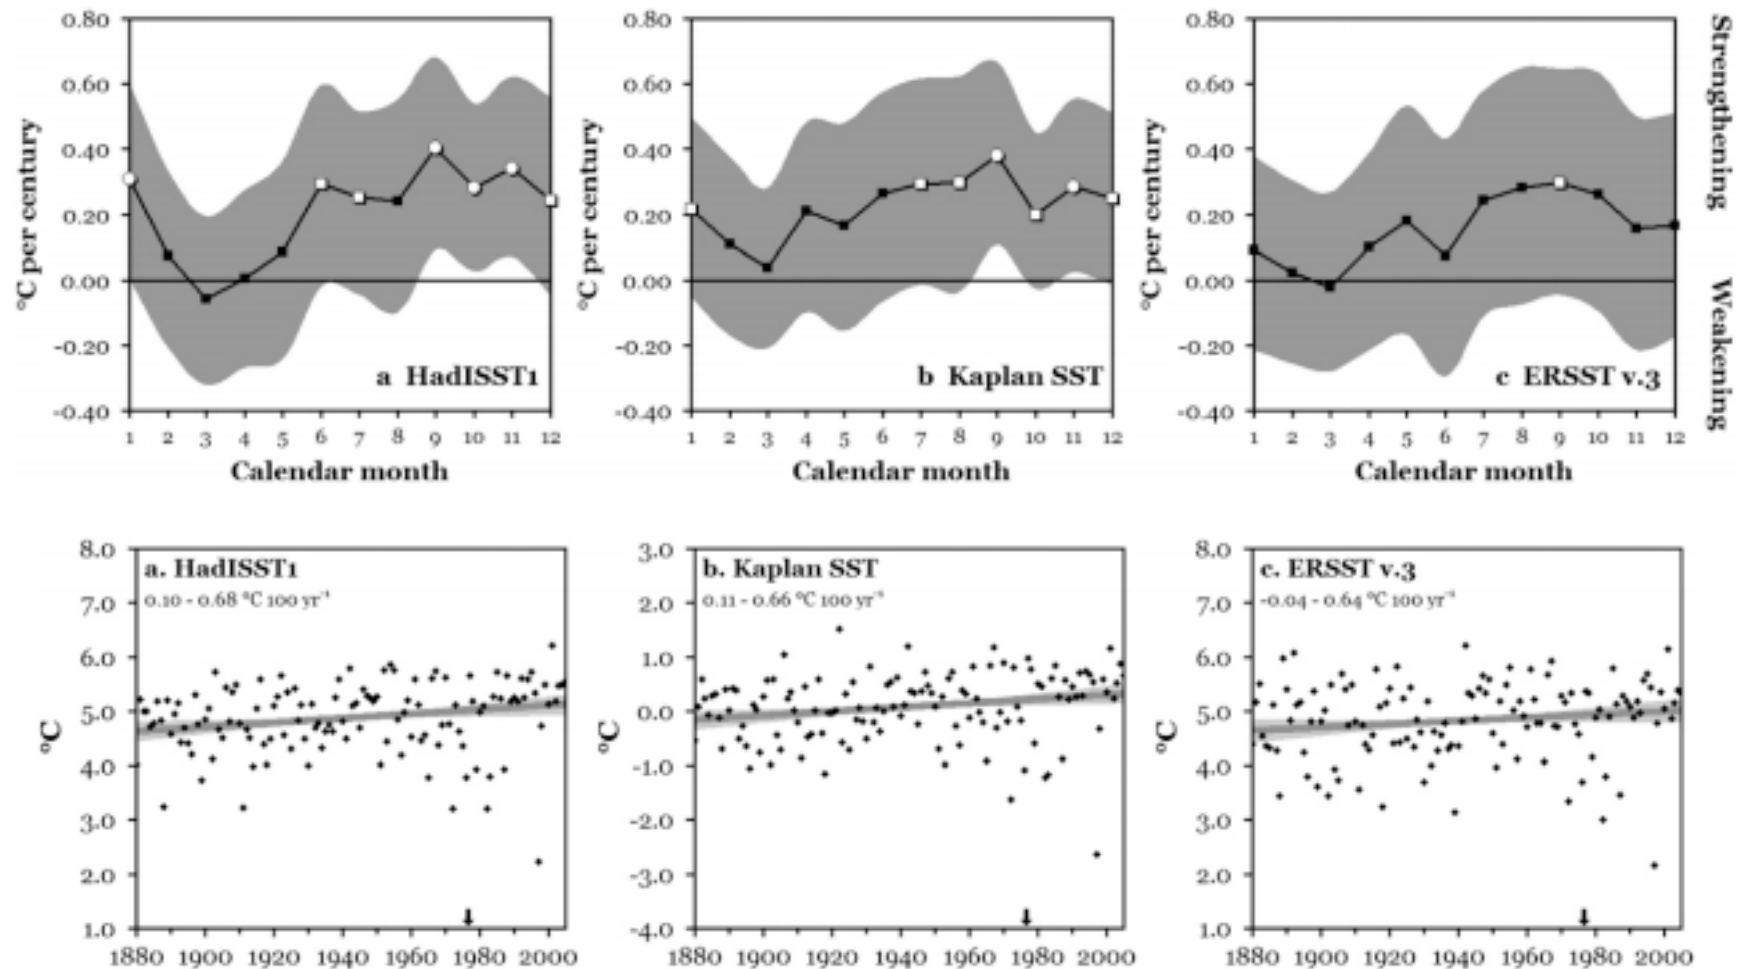 0.80
0.60
0.40
0.20
0.00
-0.20
-0.40
°C per century
1 2 3 4 5 6 7 8 9 10 11 12
Calendar month
a HadISST1
0.80
0.60
0.40
0.20
0.00
-0.20
-0.40
°C per century
1 2 3 4 5 6 7 8 9 10 11 12
Calendar month
b Kaplan SST
0.80
0.60
0.40
0.20
0.00
-0.20
-0.40
°C per century
1 2 3 4 5 6 7 8 9 10 11 12
Calendar month
c ERSST v.3
Strengthening
Weakening
8.0
7.0
6.0
5.0
4.0
3.0
2.0
1.0
°C
a. HadISST1
0.10 - 0.68 °C 100 yr⁻¹
1880 1900 1920 1940 1960 1980 2000
3.0
2.0
1.0
0.0
-1.0
-2.0
-3.0
-4.0
°C
b. Kaplan SST
0.11 - 0.66 °C 100 yr⁻¹
1880 1900 1920 1940 1960 1980 2000
8.0
7.0
6.0
5.0
4.0
3.0
2.0
1.0
°C
c. ERSST v.3
-0.04 - 0.64 °C 100 yr⁻¹
1880 1900 1920 1940 1960 1980 2000